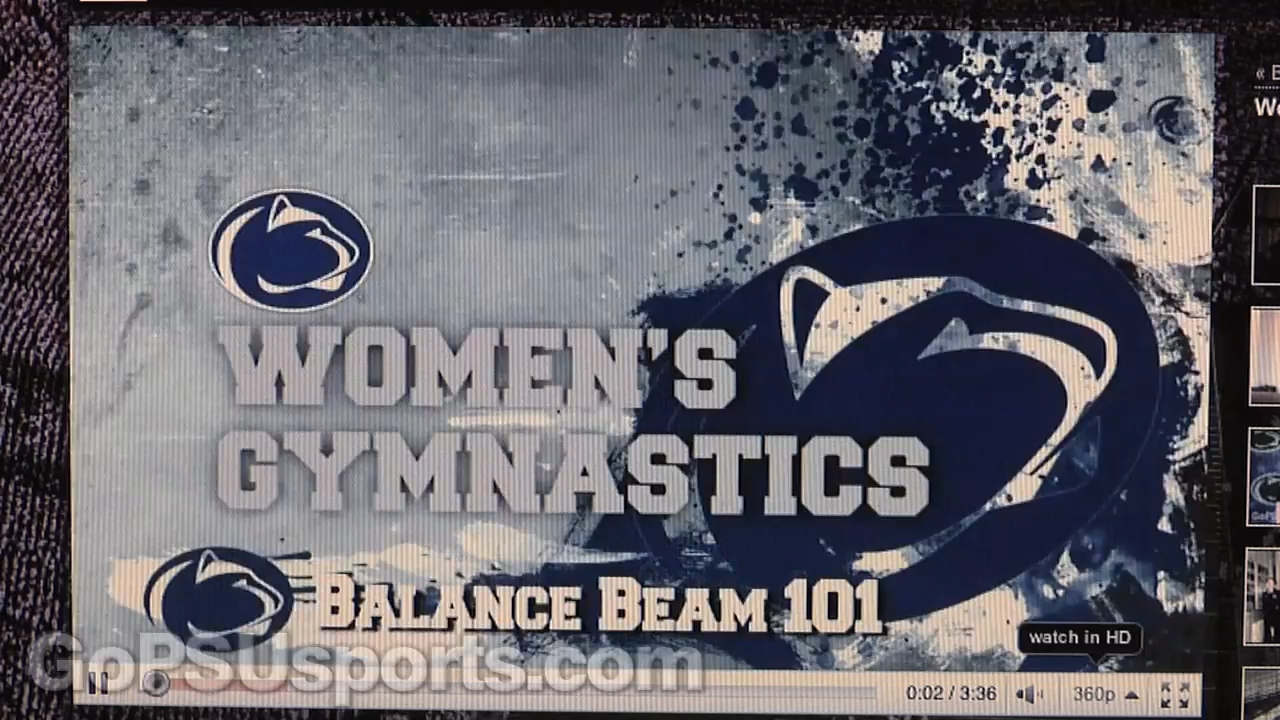 « B
WOMEN'S
GYMNASTICS
BALANCE BEAM 101
watch in HD
GoPSUsports.com
0:02 / 3:36
360p